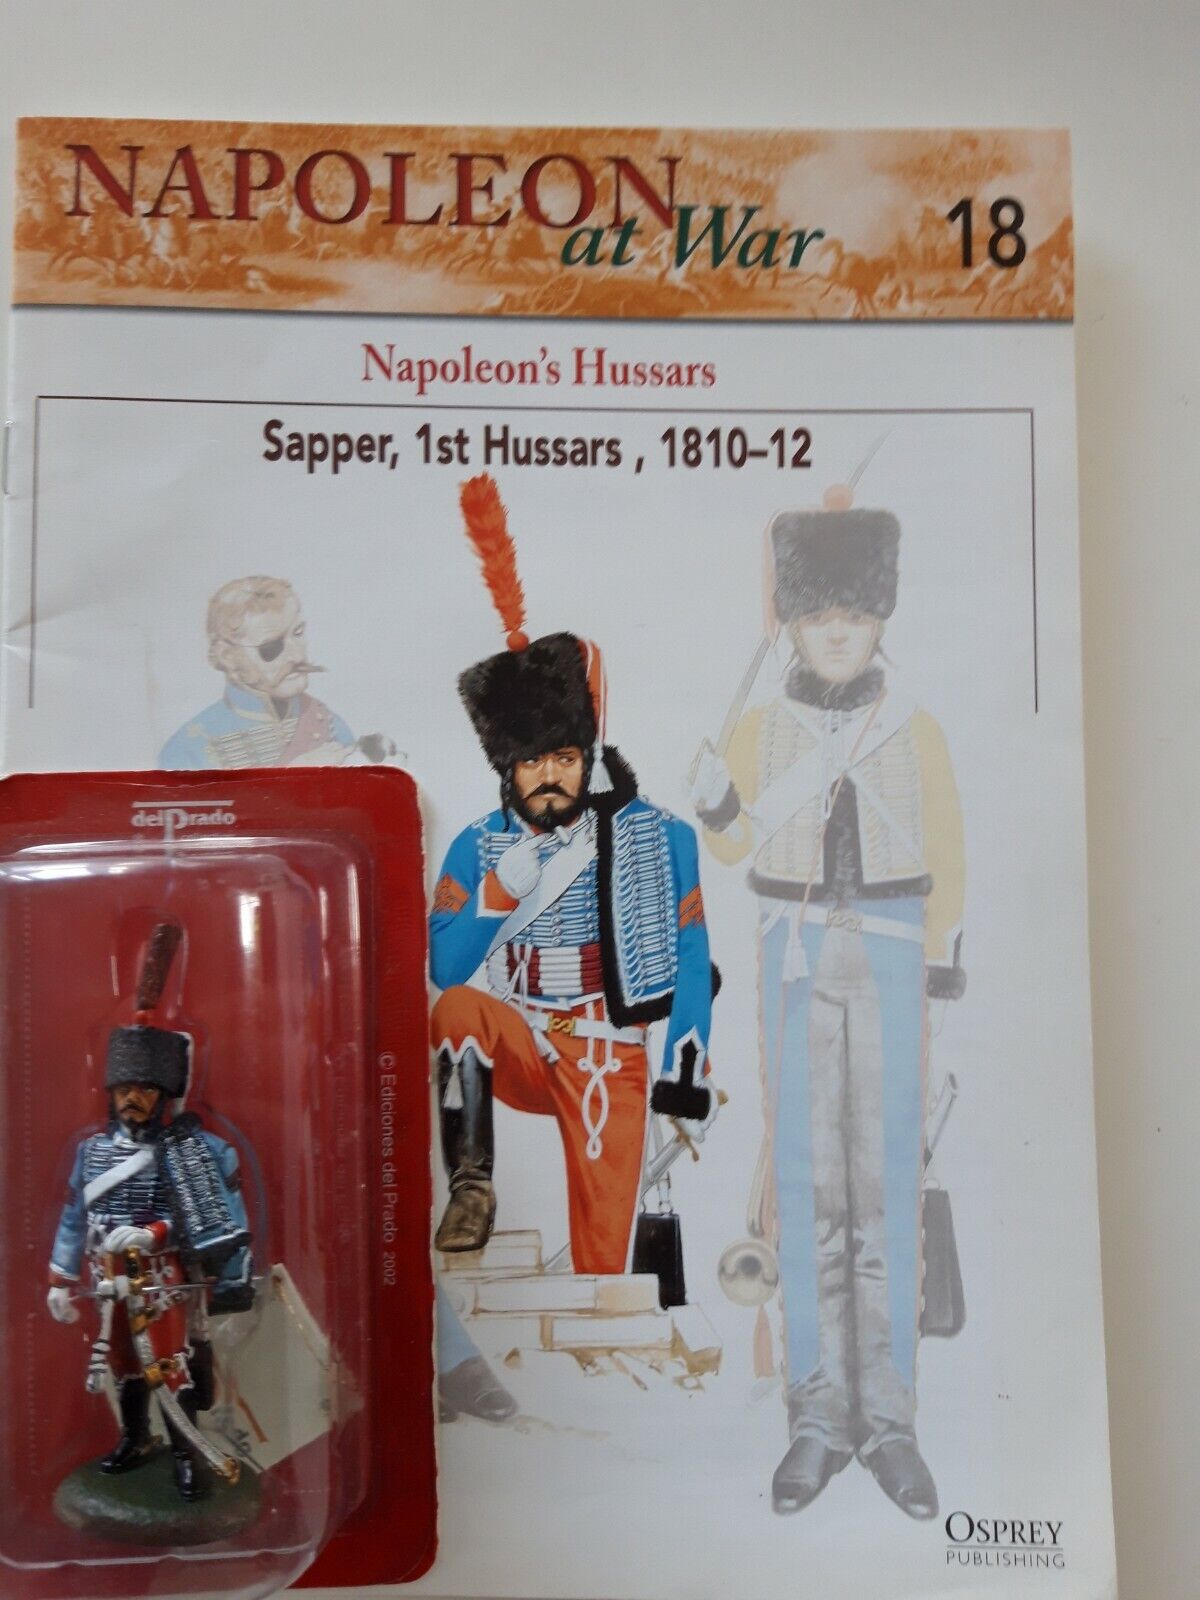 NAPOLEON
at War
18
Napoleon's Hussars
Sapper, 1st Hussars , 1810–12
delPrado
© Ediciones del Prado 2002
OSPREY
PUBLISHING